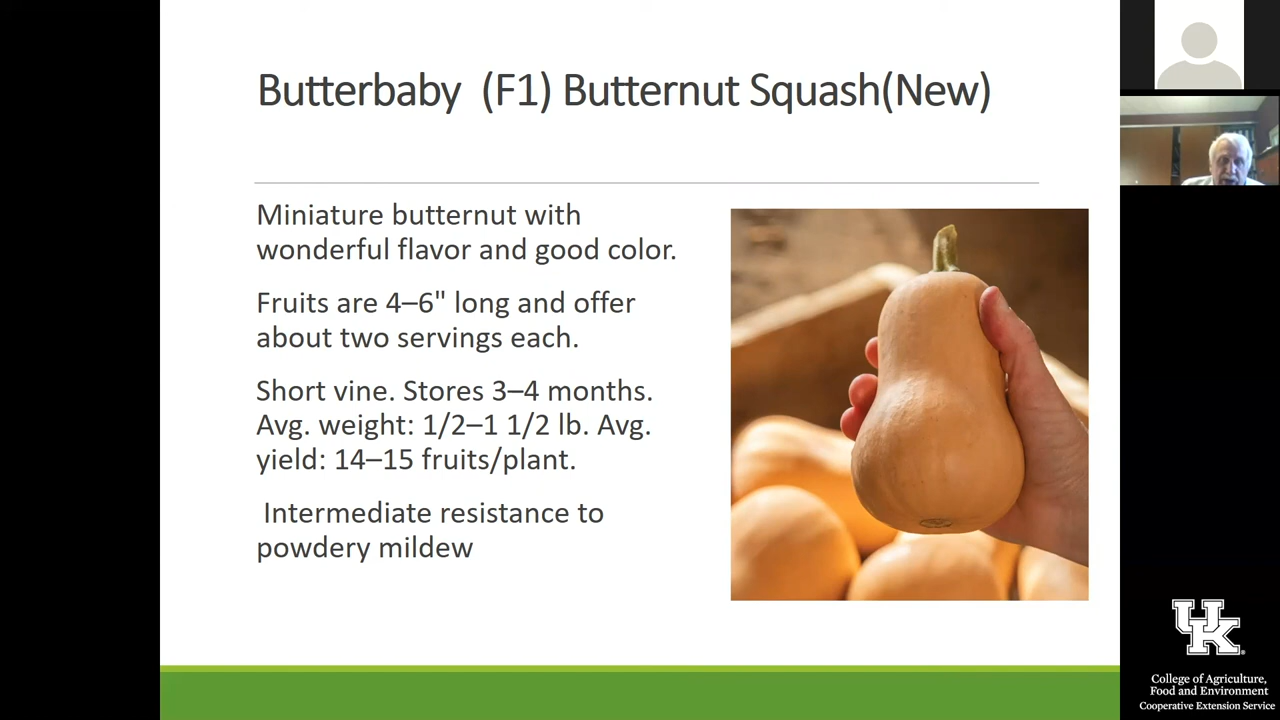 Butterbaby (F1) Butternut Squash(New)
Miniature butternut with
wonderful flavor and good color.
Fruits are 4–6" long and offer
about two servings each.
Short vine. Stores 3–4 months.
Avg. weight: 1/2–1 1/2 lb. Avg.
yield: 14–15 fruits/plant.
Intermediate resistance to
powdery mildew
UK
College of Agriculture,
Food and Environment
Cooperative Extension Service